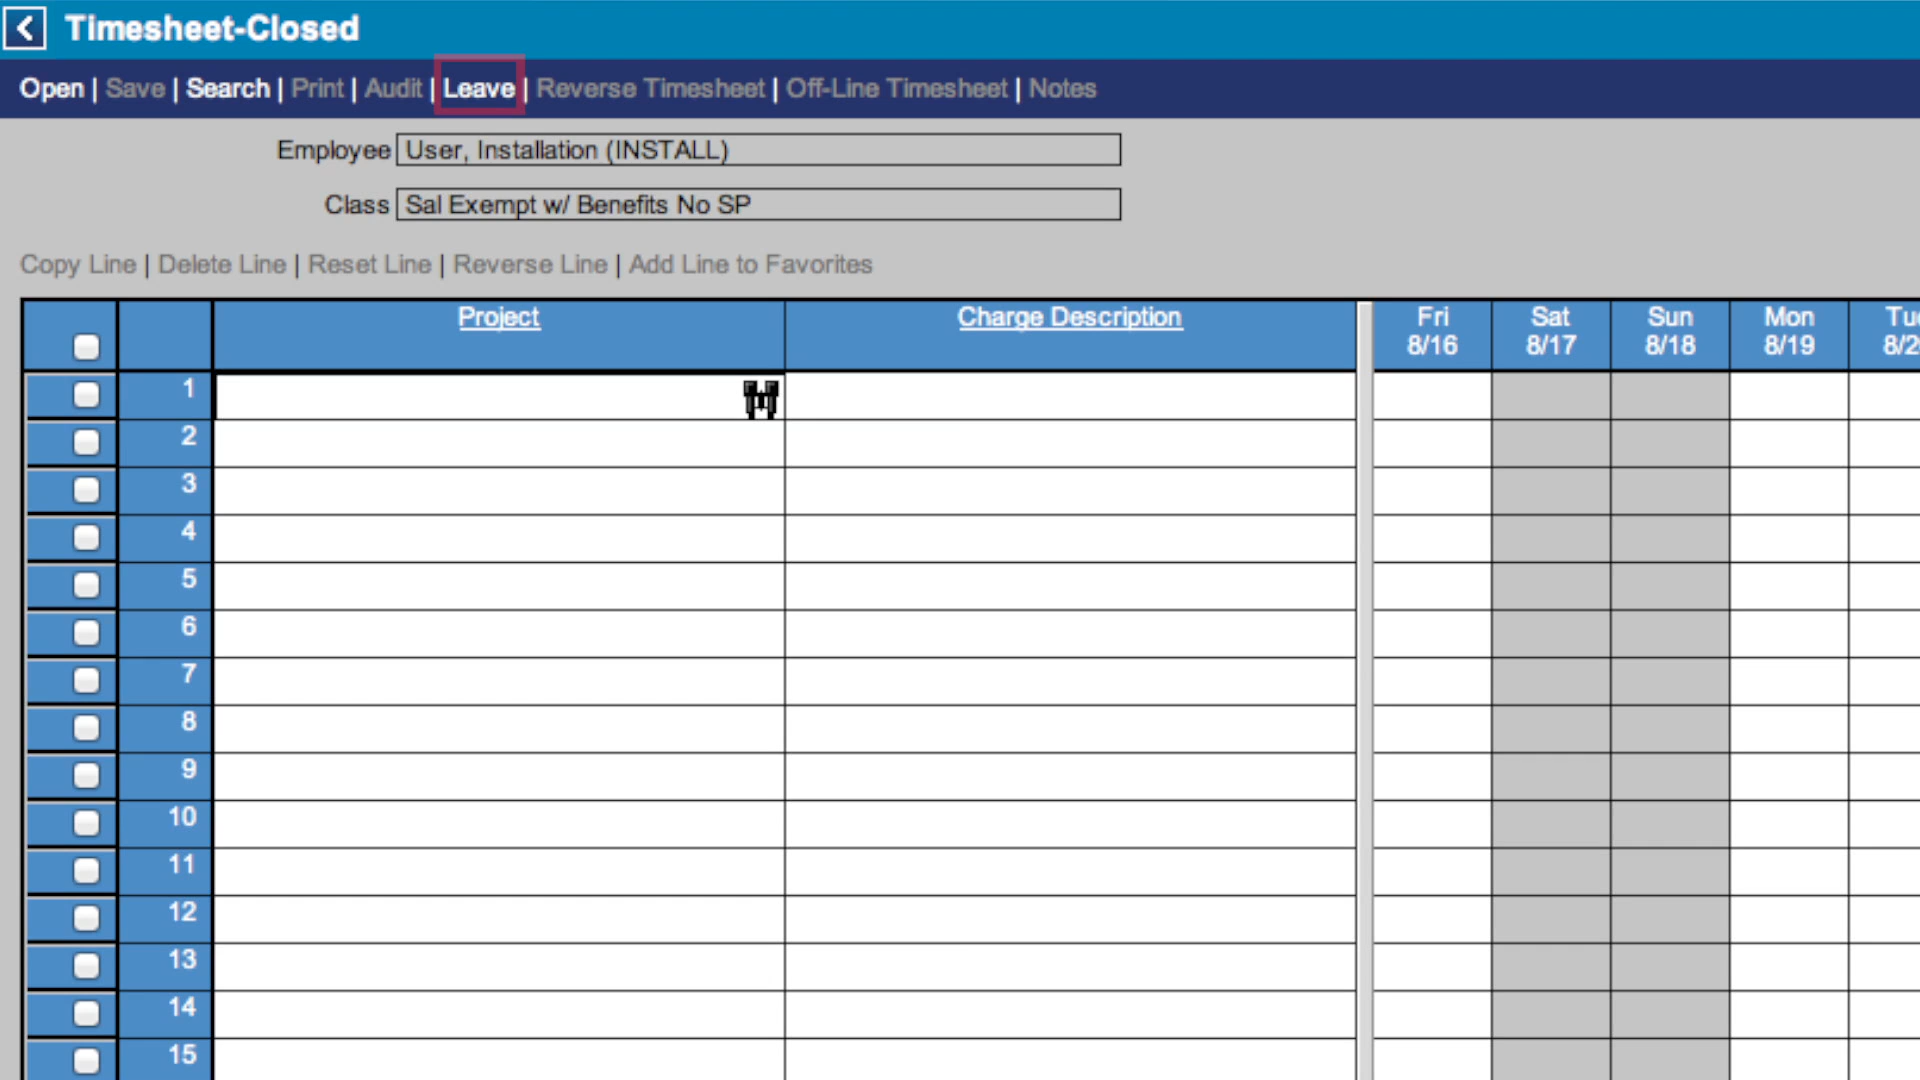 Timesheet-Closed
Open | Save | Search | Print | Audit | Leave | Reverse Timesheet | Off-Line Timesheet | Notes
Employee User, Installation (INSTALL)
Class Sal Exempt w/ Benefits No SP
Copy Line | Delete Line | Reset Line | Reverse Line | Add Line to Favorites
Project Charge Description Fri Sat Sun Mon
8/16 8/17 8/18 8/19
1
2
3
4
5
6
7
8
9
10
11
12
13
14
15